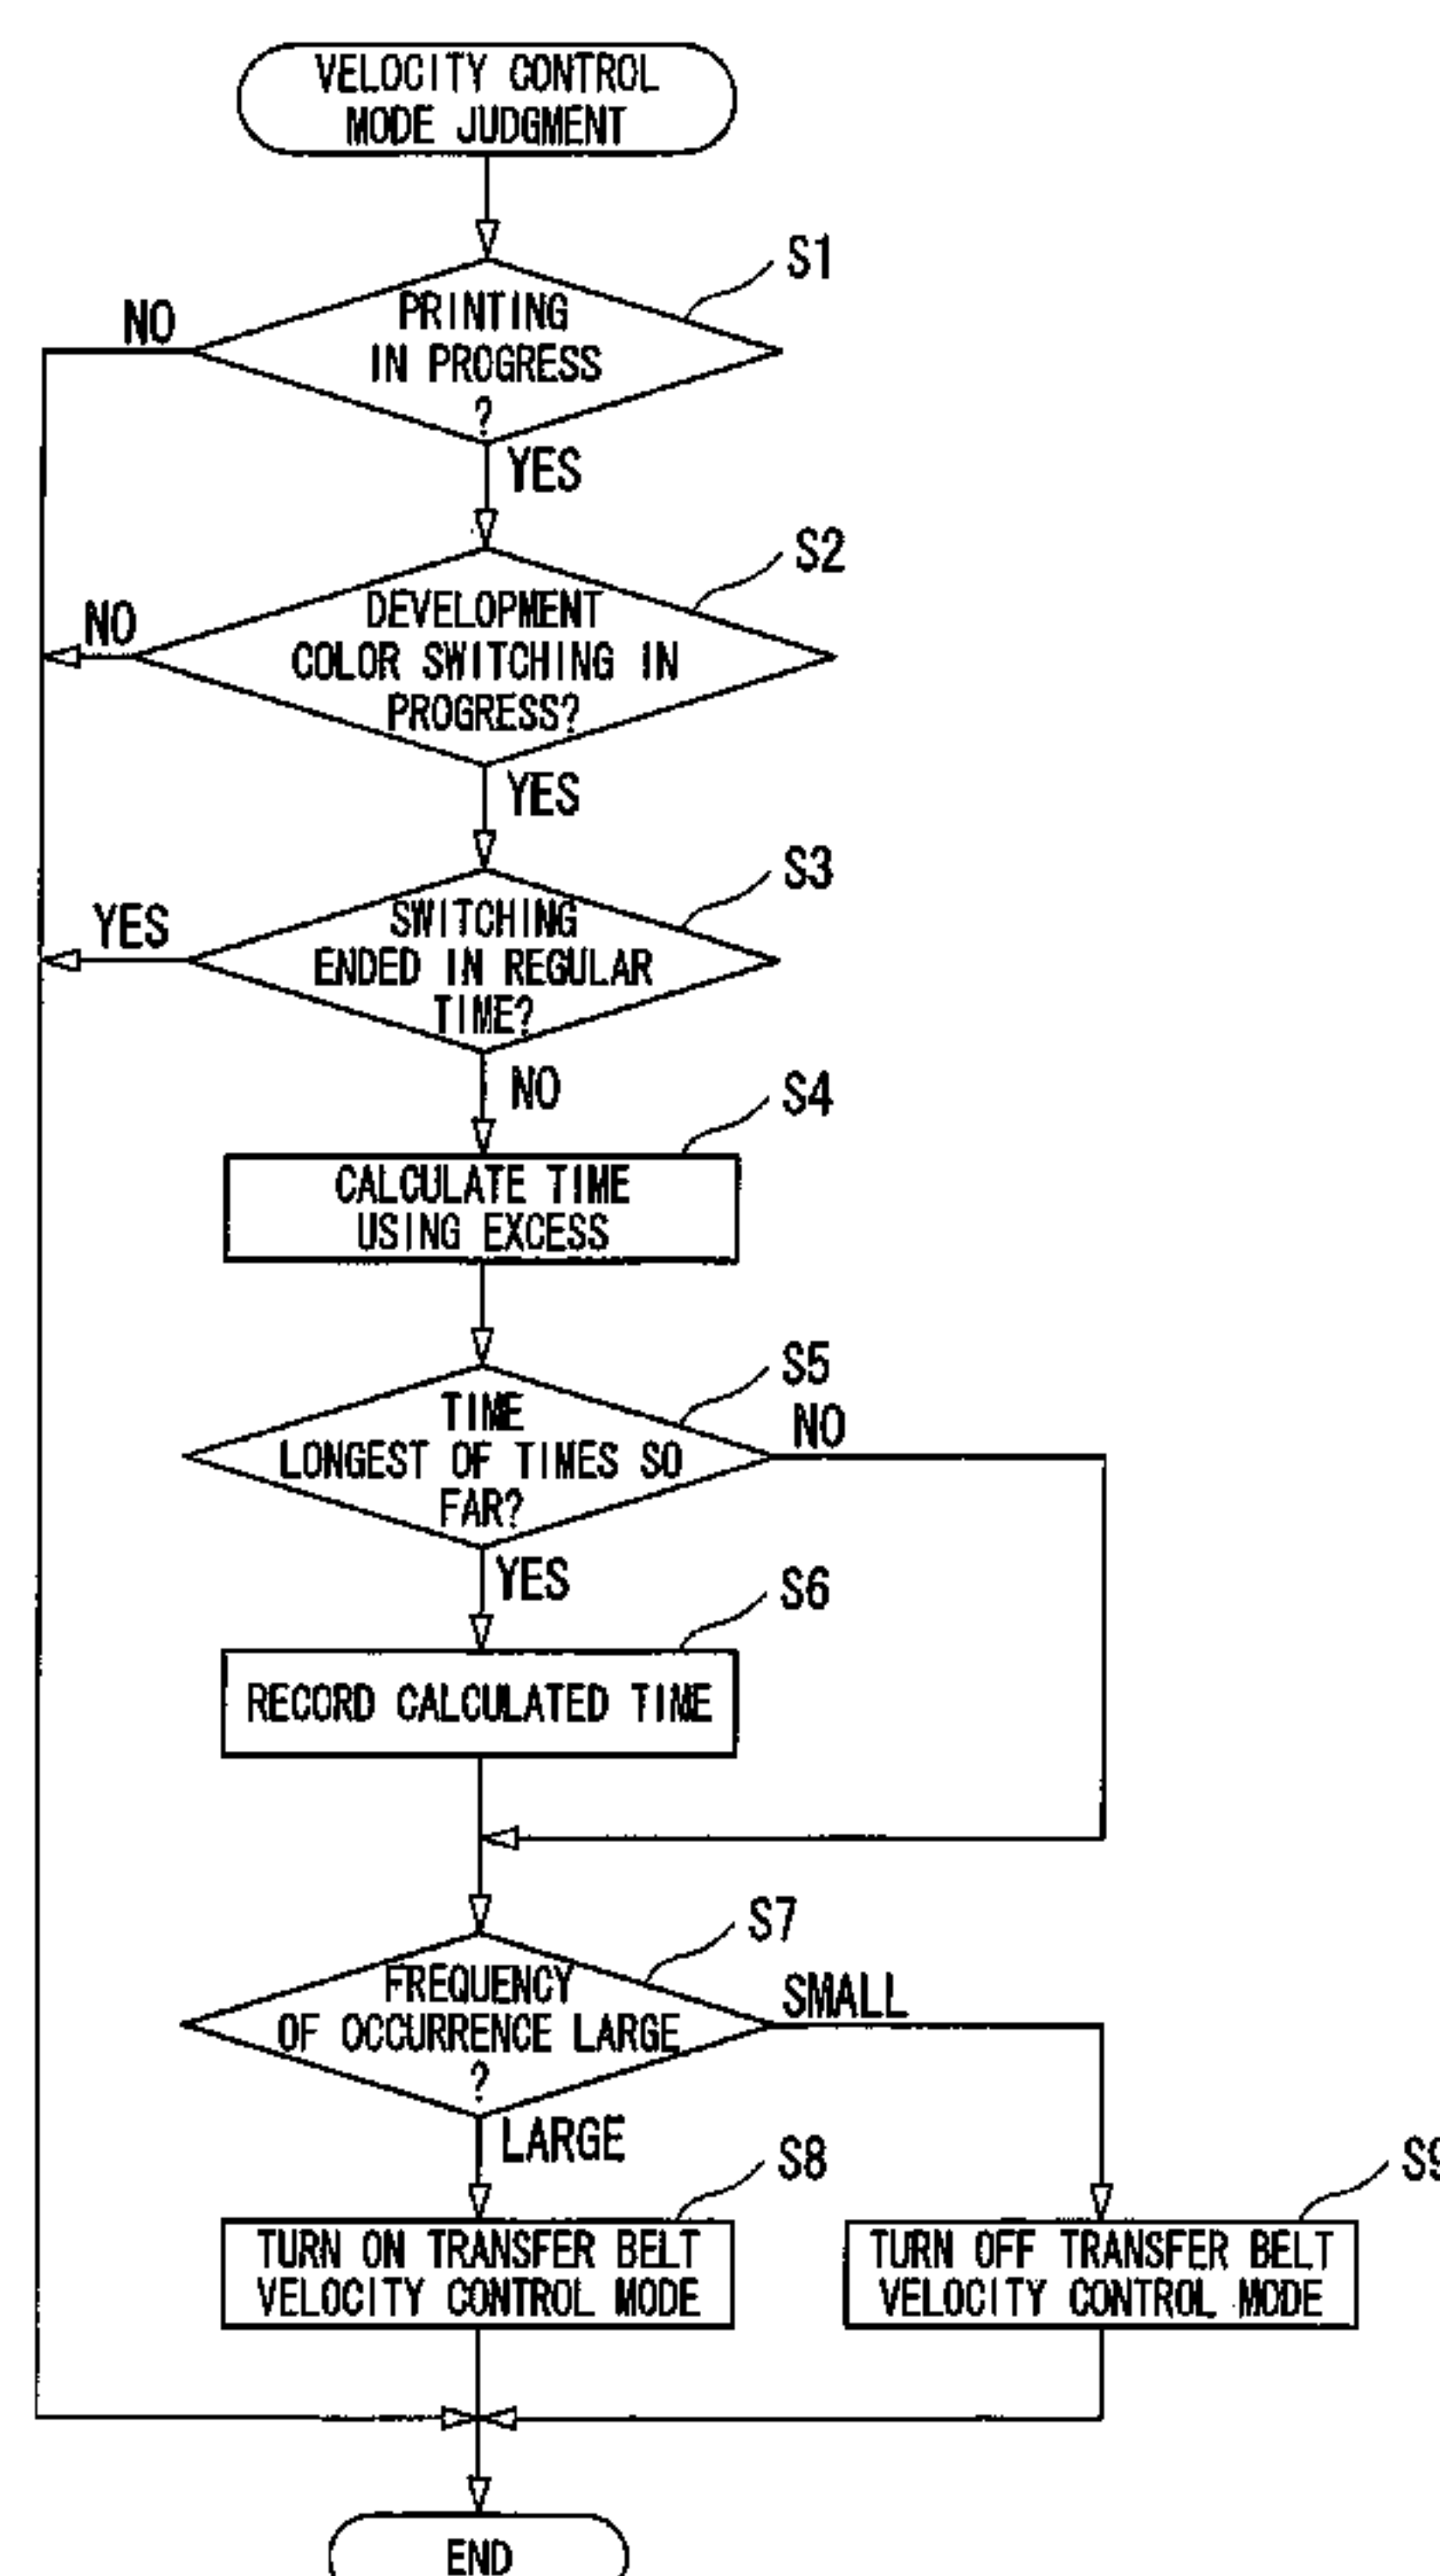 VELOCITY CONTROL
MODE JUDGMENT
S1
NO
PRINTING
IN PROGRESS
?
YES
S2
NO
DEVELOPMENT
COLOR SWITCHING IN
PROGRESS?
YES
S3
YES
SWITCHING
ENDED IN REGULAR
TIME?
NO
S4
CALCULATE TIME
USING EXCESS
S5
NO
TIME
LONGEST OF TIMES SO
FAR?
YES
S6
RECORD CALCULATED TIME
S7
SMALL
FREQUENCY
OF OCCURRENCE LARGE
?
LARGE
S8
S9
TURN ON TRANSFER BELT
VELOCITY CONTROL MODE
TURN OFF TRANSFER BELT
VELOCITY CONTROL MODE
END